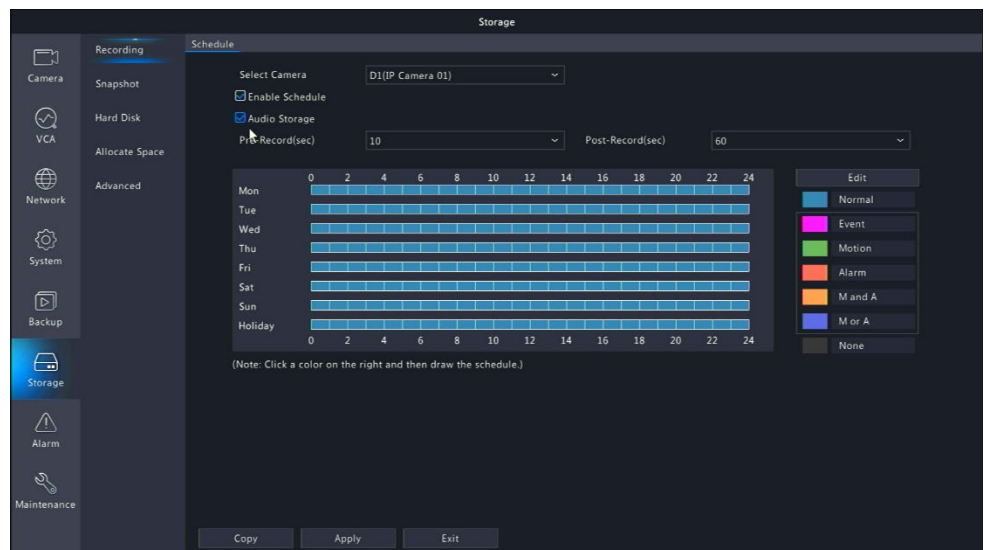 Storage
Camera
VCA
Network
System
Backup
Storage
Alarm
Maintenance
Recording
Snapshot
Hard Disk
Allocate Space
Advanced
Schedule
Select Camera D1(IP Camera 01)
Enable Schedule
Audio Storage
Pre-Record(sec) 10 Post-Record(sec) 60
0 2 4 6 8 10 12 14 16 18 20 22 24
Mon
Tue
Wed
Thu
Fri
Sat
Sun
Holiday
0 2 4 6 8 10 12 14 16 18 20 22 24
Edit
Normal
Event
Motion
Alarm
M and A
M or A
None
(Note: Click a color on the right and then draw the schedule.)
Copy Apply Exit